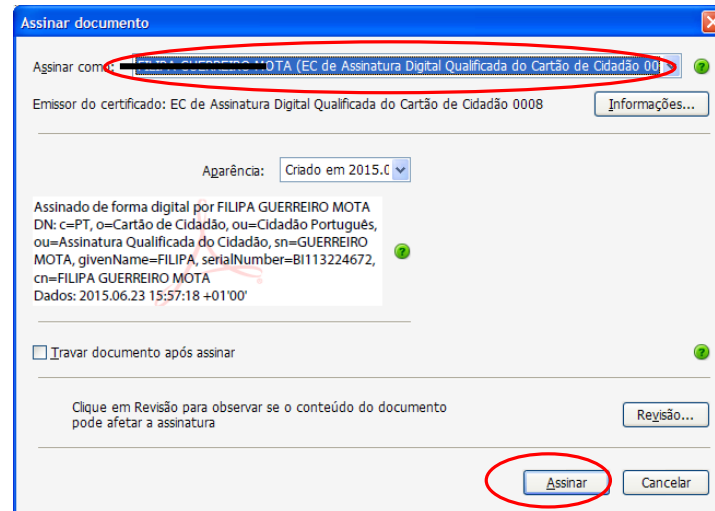 Assinar documento
Assinar como: OTA (EC de Assinatura Digital Qualificada do Cartão de Cidadão 00
Emissor do certificado: EC de Assinatura Digital Qualificada do Cartão de Cidadão 0008
Informações...
Aparência: Criado em 2015.0
Assinado de forma digital por FILIPA GUERREIRO MOTA
DN: c=PT, o=Cartão de Cidadão, ou=Cidadão Português,
ou=Assinatura Qualificada do Cidadão, sn=GUERREIRO
MOTA, givenName=FILIPA, serialNumber=BI113224672,
cn=FILIPA GUERREIRO MOTA
Dados: 2015.06.23 15:57:18 +01'00'
Travar documento após assinar
Clique em Revisão para observar se o conteúdo do documento
pode afetar a assinatura
Revisão...
Assinar
Cancelar